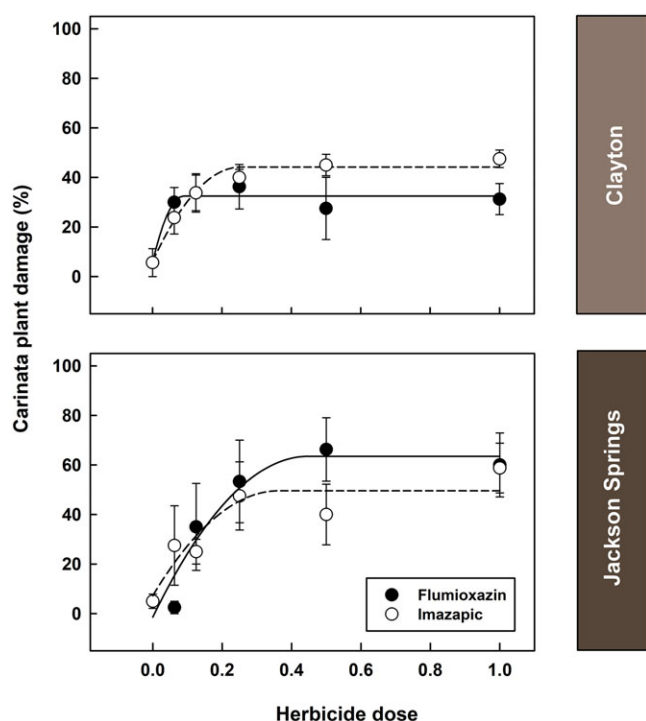 100
80
60
40
20
0
Clayton
Carinata plant damage (%)
100
80
60
40
20
0
Flumioxazin
Imazapic
Jackson Springs
0.0 0.2 0.4 0.6 0.8 1.0
Herbicide dose